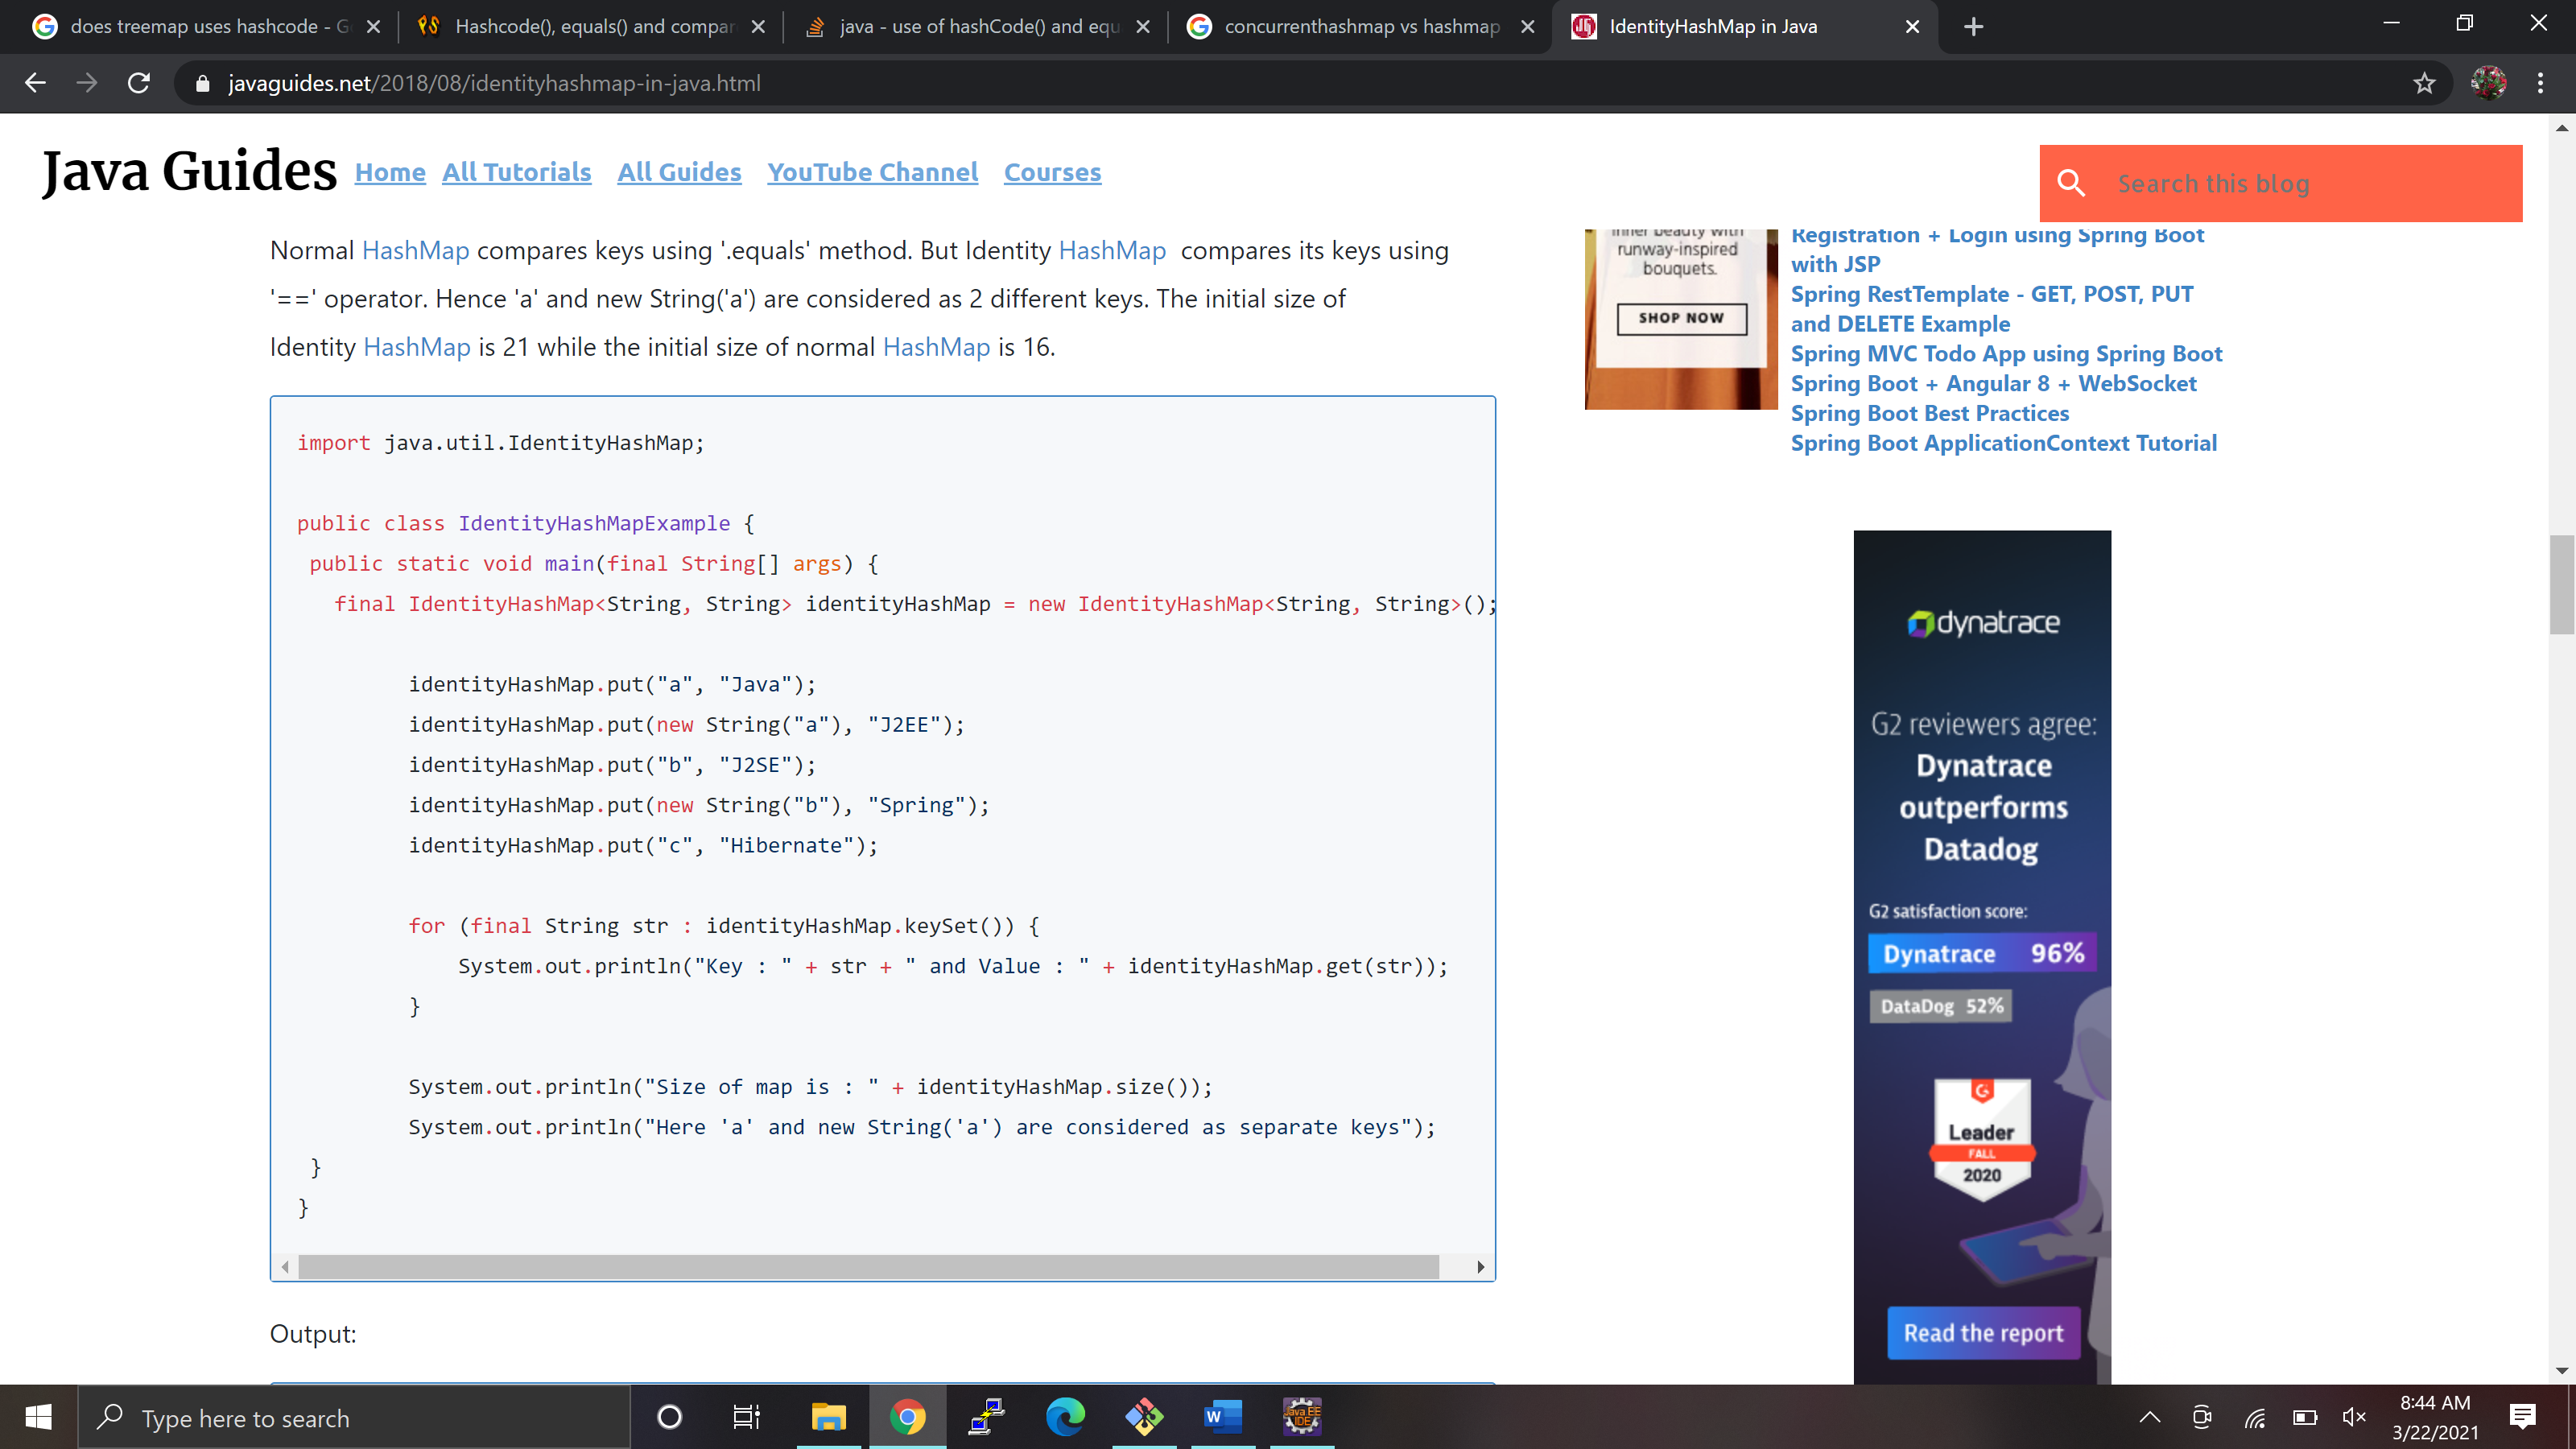 does treemap uses hashcode - G
Hashcode(), equals() and compar
java - use of hashCode() and equ
concurrenthashmap vs hashmap
IdentityHashMap in Java
javaguides.net/2018/08/identityhashmap-in-java.html
Java Guides Home All Tutorials All Guides YouTube Channel Courses
Search this blog
Normal HashMap compares keys using '.equals' method. But Identity HashMap compares its keys using
'==' operator. Hence 'a' and new String('a') are considered as 2 different keys. The initial size of
Identity HashMap is 21 while the initial size of normal HashMap is 16.
import java.util.IdentityHashMap;
public class IdentityHashMapExample {
public static void main(final String[] args) {
final IdentityHashMap<String, String> identityHashMap = new IdentityHashMap<String, String>();
identityHashMap.put("a", "Java");
identityHashMap.put(new String("a"), "J2EE");
identityHashMap.put("b", "J2SE");
identityHashMap.put(new String("b"), "Spring");
identityHashMap.put("c", "Hibernate");
for (final String str : identityHashMap.keySet()) {
System.out.println("Key : " + str + " and Value : " + identityHashMap.get(str));
}
System.out.println("Size of map is : " + identityHashMap.size());
System.out.println("Here 'a' and new String('a') are considered as separate keys");
}
}
Output:
inner beauty with
runway-inspired
bouquets.
SHOP NOW
Registration + Login using Spring Boot
with JSP
Spring RestTemplate - GET, POST, PUT
and DELETE Example
Spring MVC Todo App using Spring Boot
Spring Boot + Angular 8 + WebSocket
Spring Boot Best Practices
Spring Boot ApplicationContext Tutorial
dynatrace
G2 reviewers agree:
Dynatrace
outperforms
Datadog
G2 satisfaction score:
Dynatrace 96%
DataDog 52%
G
Leader
FALL
2020
Read the report
Type here to search
W
Java EE
IDE
8:44 AM
3/22/2021